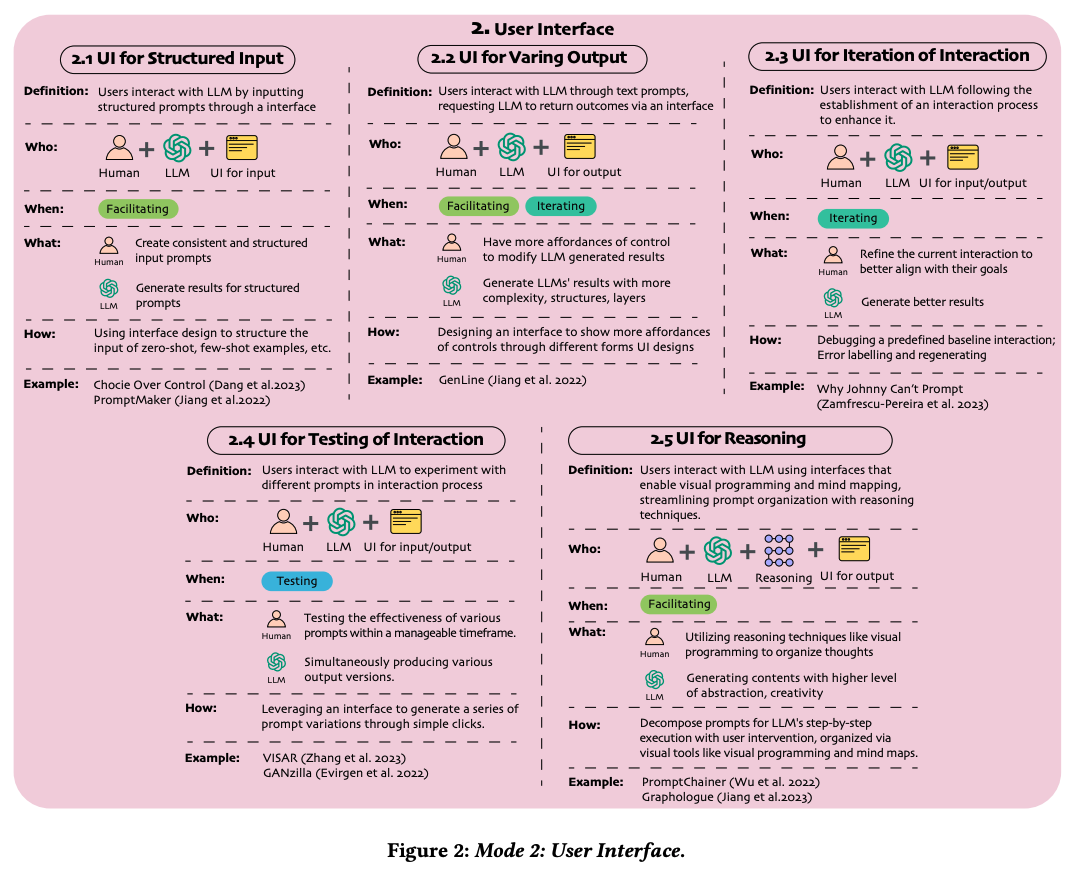 2. User Interface
2.1 UI for Structured Input
Definition: Users interact with LLM by inputting
structured prompts through a interface
Who:
Human + LLM + UI for input
When: Facilitating
What:
Human
Create consistent and structured
input prompts
LLM
Generate results for structured
prompts
How: Using interface design to structure the
input of zero-shot, few-shot examples, etc.
Example: Chocie Over Control (Dang et al.2023)
PromptMaker (Jiang et al.2022)
2.2 UI for Varing Output
Definition: Users interact with LLM through text prompts,
requesting LLM to return outcomes via an interface
Who:
Human + LLM + UI for output
When: Facilitating Iterating
What:
Human
Have more affordances of control
to modify LLM generated results
LLM
Generate LLMs' results with more
complexity, structures, layers
How: Designing an interface to show more affordances
of controls through different forms UI designs
Example: GenLine (Jiang et al. 2022)
2.3 UI for Iteration of Interaction
Definition: Users interact with LLM following the
establishment of an interaction process
to enhance it.
Who:
Human + LLM + UI for input/output
When: Iterating
What:
Human
Refine the current interaction to
better align with their goals
LLM
Generate better results
How: Debugging a predefined baseline interaction;
Error labelling and regenerating
Example: Why Johnny Can't Prompt
(Zamfrescu-Pereira et al. 2023)
2.4 UI for Testing of Interaction
Definition: Users interact with LLM to experiment with
different prompts in interaction process
Who:
Human + LLM + UI for input/output
When: Testing
What:
Human
Testing the effectiveness of various
prompts within a manageable timeframe.
LLM
Simultaneously producing various
output versions.
How: Leveraging an interface to generate a series of
prompt variations through simple clicks.
Example: VISAR (Zhang et al. 2023)
GANzilla (Evirgen et al. 2022)
2.5 UI for Reasoning
Definition: Users interact with LLM using interfaces that
enable visual programming and mind mapping,
streamlining prompt organization with reasoning
techniques.
Who:
Human + LLM + Reasoning + UI for output
When: Facilitating
What:
Human
Utilizing reasoning techniques like visual
programming to organize thoughts
LLM
Generating contents with higher level
of abstraction, creativity
How: Decompose prompts for LLM's step-by-step
execution with user intervention, organized via
visual tools like visual programming and mind maps.
Example: PromptChainer (Wu et al. 2022)
Graphologue (Jiang et al.2023)
Figure 2: Mode 2: User Interface.